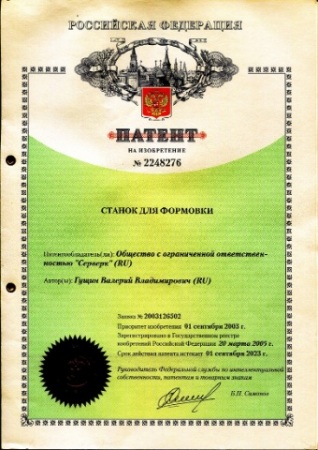 РОССИЙСКАЯ ФЕДЕРАЦИЯ
ПАТЕНТ
НА ИЗОБРЕТЕНИЕ
№ 2248276
СТАНОК ДЛЯ ФОРМОВКИ
Патентообладатель(ли): Общество с ограниченной ответствен-
ностью "Серверк" (RU)
Автор(ы): Гущин Валерий Владимирович (RU)
Заявка № 2003126502
Приоритет изобретения 01 сентября 2003 г.
Зарегистрировано в Государственном реестре
изобретений Российской Федерации 20 марта 2005 г.
Срок действия патента истекает 01 сентября 2023 г.
Руководитель Федеральной службы по интеллектуальной
собственности, патентам и товарным знакам
Б.П. Симонов